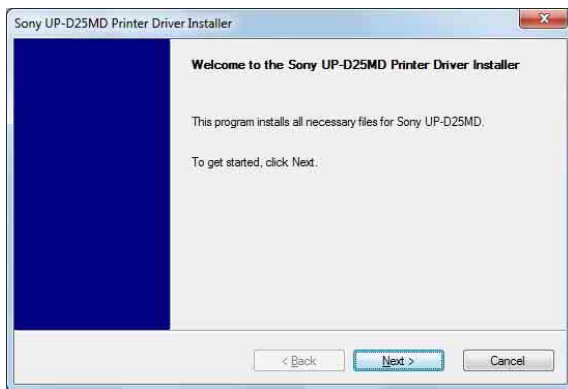 Sony UP-D25MD Printer Driver Installer
Welcome to the Sony UP-D25MD Printer Driver Installer
This program installs all necessary files for Sony UP-D25MD.
To get started, click Next.
< Back
Next >
Cancel